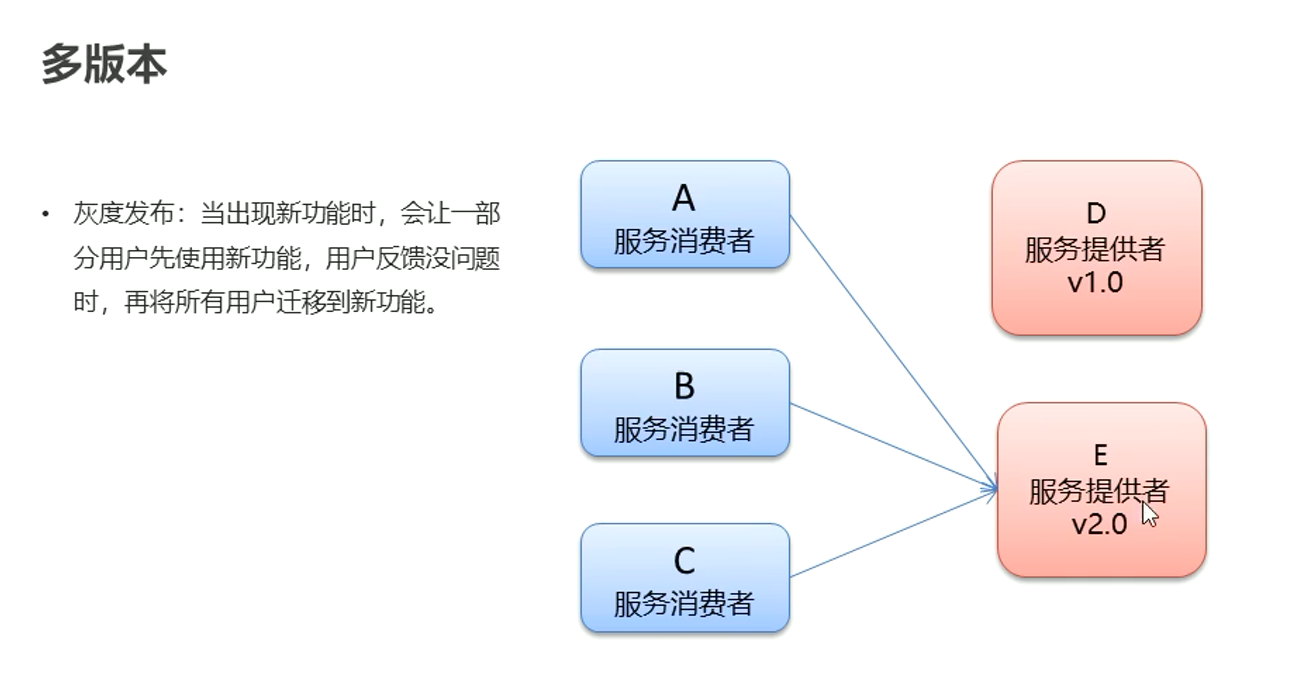 多版本
• 灰度发布：当出现新功能时，会让一部
分用户先使用新功能，用户反馈没问题
时，再将所有用户迁移到新功能。
A
服务消费者
B
服务消费者
C
服务消费者
D
服务提供者
v1.0
E
服务提供者
v2.0